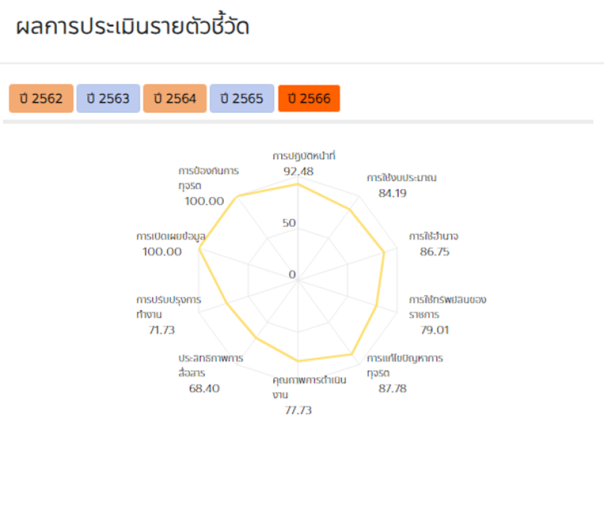 ผลการประเมินรายตัวชี้วัด
ปี 2562
ปี 2563
ปี 2564
ปี 2565
ปี 2566
การปฏิบัติหน้าที่
92.48
การใช้งบประมาณ
84.19
การใช้อำนาจ
86.75
การใช้ทรัพย์สินของ
ราชการ
79.01
การแก้ไขปัญหาการ
ทุจริต
87.78
คุณภาพการดำเนิน
งาน
77.73
ประสิทธิภาพการ
สื่อสาร
68.40
การปรับปรุงการ
ทำงาน
71.73
การเปิดเผยข้อมูล
100.00
การป้องกันการ
ทุจริต
100.00
50
0